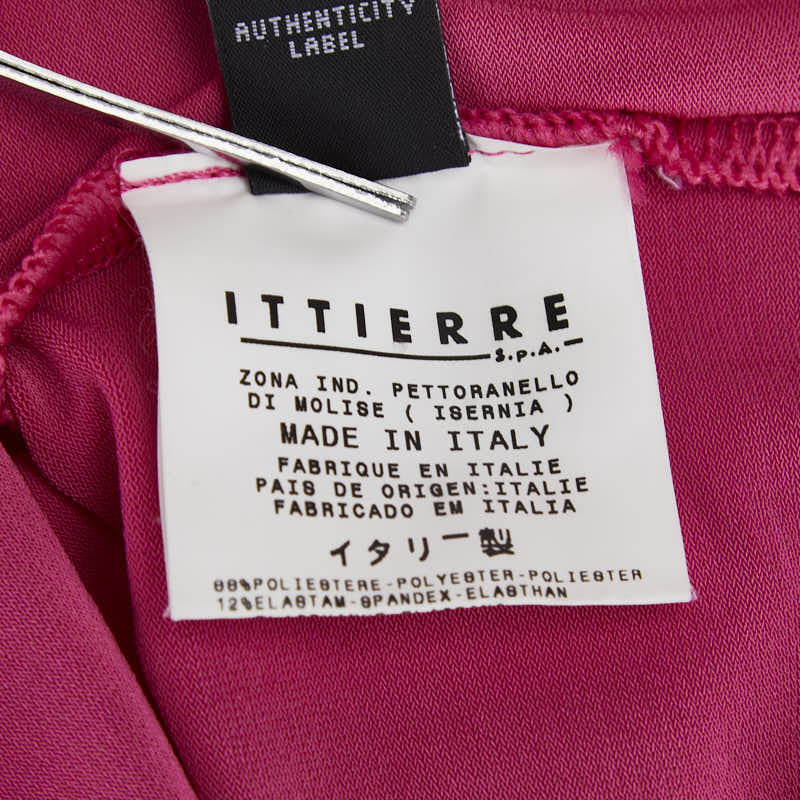 AUTHENTICITY
LABEL
ITTIERRE
S.p.A.
ZONA IND. PETTORANELLO
DI MOLISE ( ISERNIA )
MADE IN ITALY
FABRIQUE EN ITALIE
PAIS DE ORIGEN:ITALIE
FABRICADO EM ITALIA
イタリー製
88%POLIESTERE-POLYESTER-POLIESTER
12%ELASTAM-SPANDEX-ELASTHAN